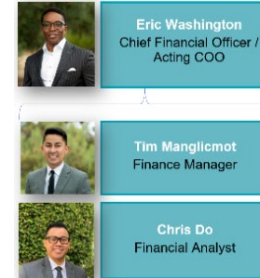 Eric Washington
Chief Financial Officer /
Acting COO
Tim Manglicmot
Finance Manager
Chris Do
Financial Analyst